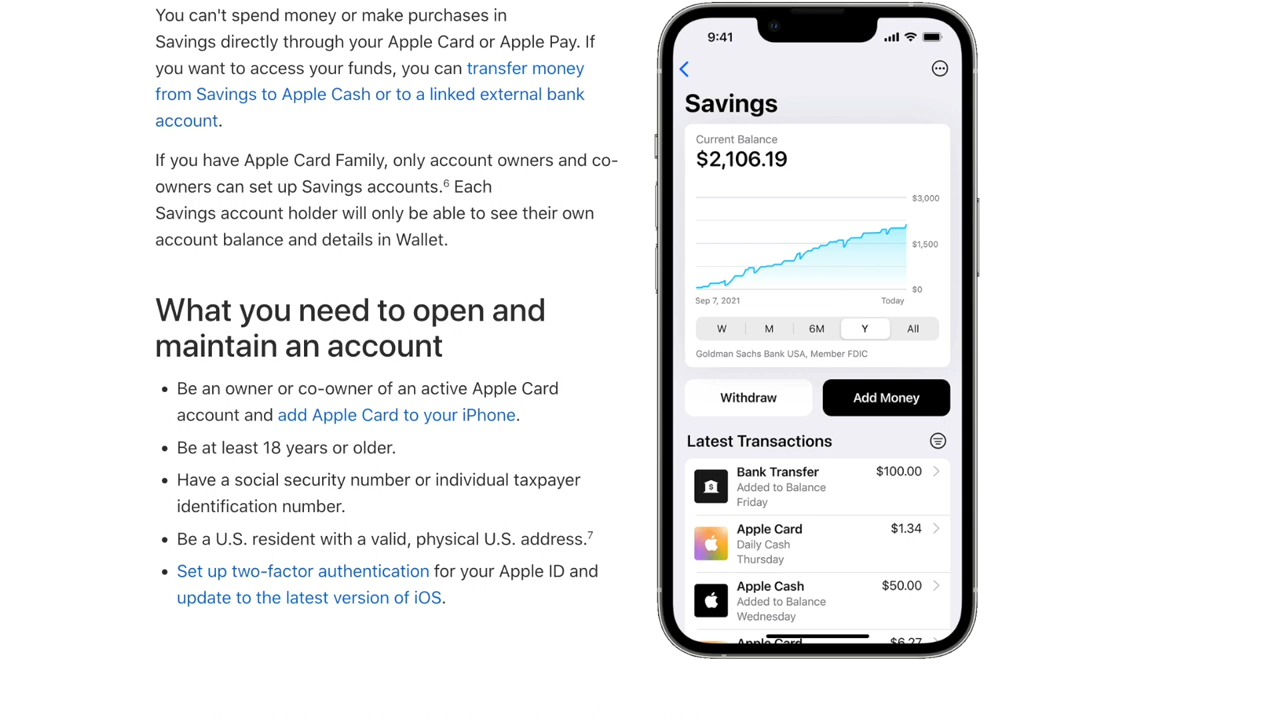 You can't spend money or make purchases in
Savings directly through your Apple Card or Apple Pay. If
you want to access your funds, you can transfer money
from Savings to Apple Cash or to a linked external bank
account.
If you have Apple Card Family, only account owners and co-
owners can set up Savings accounts.⁶ Each
Savings account holder will only be able to see their own
account balance and details in Wallet.
What you need to open and
maintain an account
• Be an owner or co-owner of an active Apple Card
account and add Apple Card to your iPhone.
• Be at least 18 years or older.
• Have a social security number or individual taxpayer
identification number.
• Be a U.S. resident with a valid, physical U.S. address.⁷
• Set up two-factor authentication for your Apple ID and
update to the latest version of iOS.
9:41
Savings
Current Balance
$2,106.19
$3,000
$1,500
$0
Sep 7, 2021 Today
W M 6M Y All
Goldman Sachs Bank USA, Member FDIC
Withdraw Add Money
Latest Transactions
Bank Transfer $100.00
Added to Balance
Friday
Apple Card $1.34
Daily Cash
Thursday
Apple Cash $50.00
Added to Balance
Wednesday
Apple Card $6.27